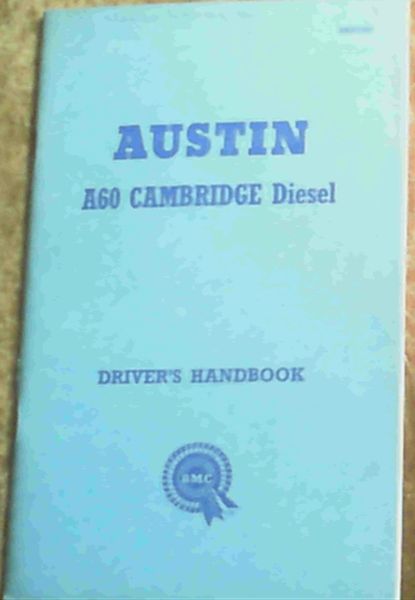 AUSTIN
A60 CAMBRIDGE Diesel
DRIVER'S HANDBOOK
BMC